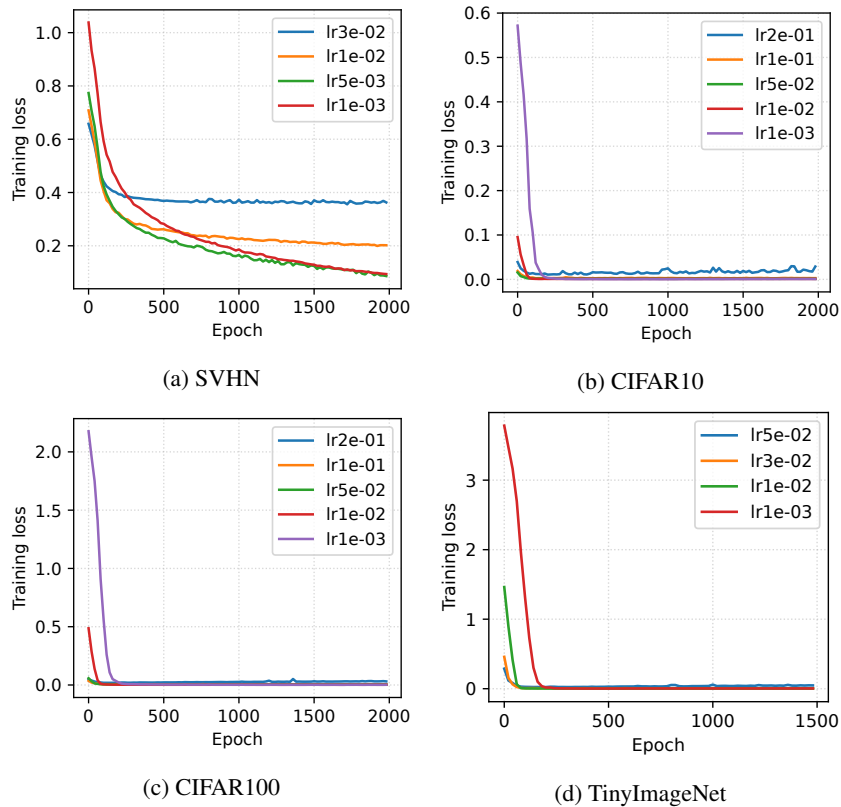 1.0
0.8
0.6
0.4
0.2
Training loss
0
500
1000
1500
2000
Epoch
lr3e-02
lr1e-02
lr5e-03
lr1e-03
(a) SVHN
0.6
0.5
0.4
0.3
0.2
0.1
0.0
Training loss
0
500
1000
1500
2000
Epoch
lr2e-01
lr1e-01
lr5e-02
lr1e-02
lr1e-03
(b) CIFAR10
2.0
1.5
1.0
0.5
0.0
Training loss
0
500
1000
1500
2000
Epoch
lr2e-01
lr1e-01
lr5e-02
lr1e-02
lr1e-03
(c) CIFAR100
3
2
1
0
Training loss
0
500
1000
1500
Epoch
lr5e-02
lr3e-02
lr1e-02
lr1e-03
(d) TinyImageNet